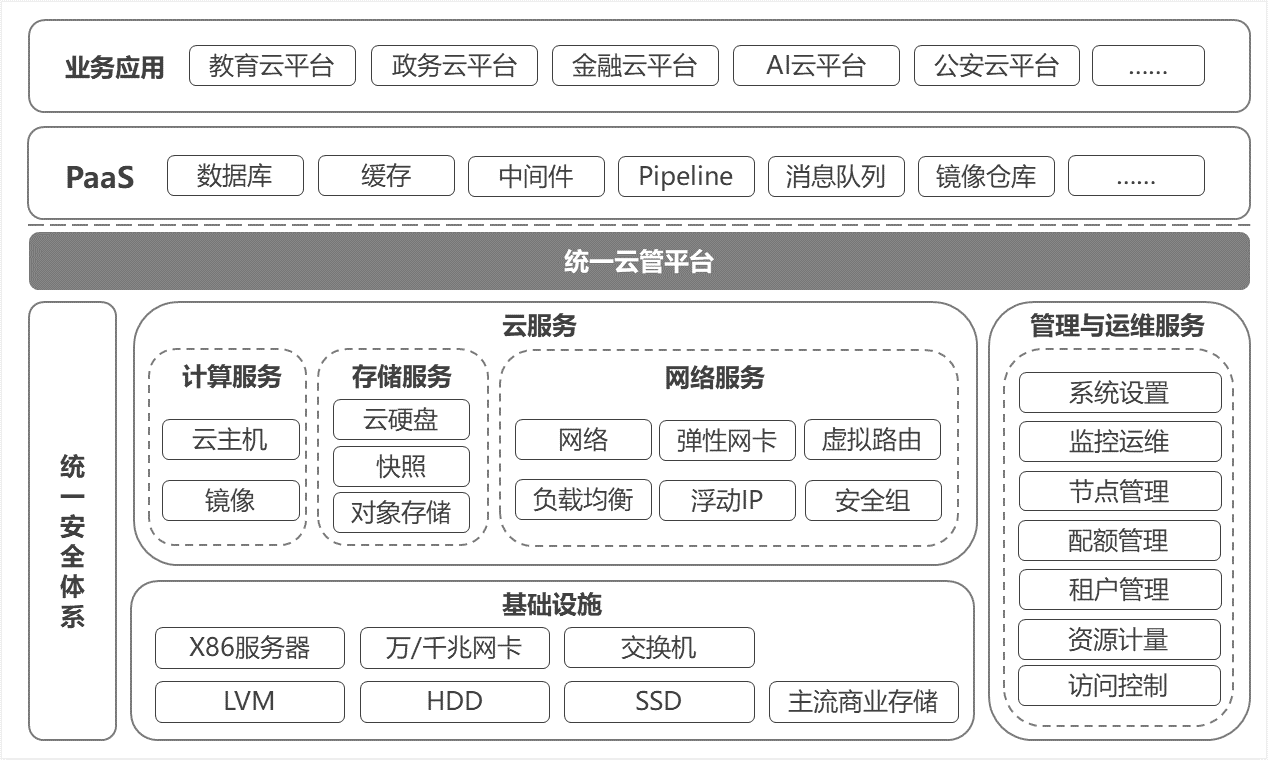 业务应用 教育云平台 政务云平台 金融云平台 AI云平台 公安云平台 ......
PaaS 数据库 缓存 中间件 Pipeline 消息队列 镜像仓库 ......
统一云管平台
统一安全体系
云服务
计算服务
云主机
镜像
存储服务
云硬盘
快照
对象存储
网络服务
网络 弹性网卡 虚拟路由
负载均衡 浮动IP 安全组
基础设施
X86服务器 万/千兆网卡 交换机
LVM HDD SSD 主流商业存储
管理与运维服务
系统设置
监控运维
节点管理
配额管理
租户管理
资源计量
访问控制